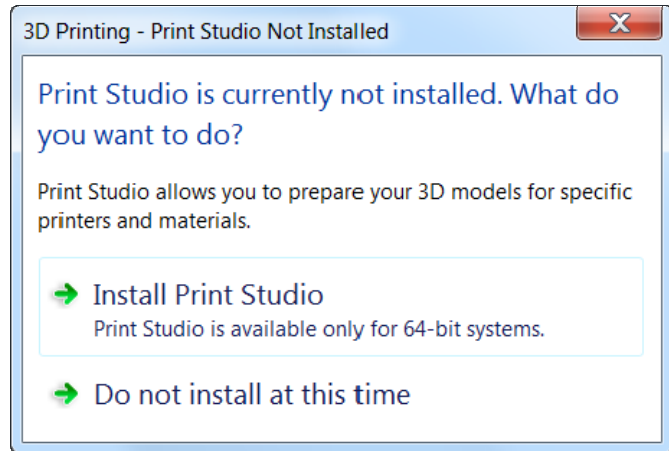 3D Printing - Print Studio Not Installed
Print Studio is currently not installed. What do
you want to do?
Print Studio allows you to prepare your 3D models for specific
printers and materials.
Install Print Studio
Print Studio is available only for 64-bit systems.
Do not install at this time